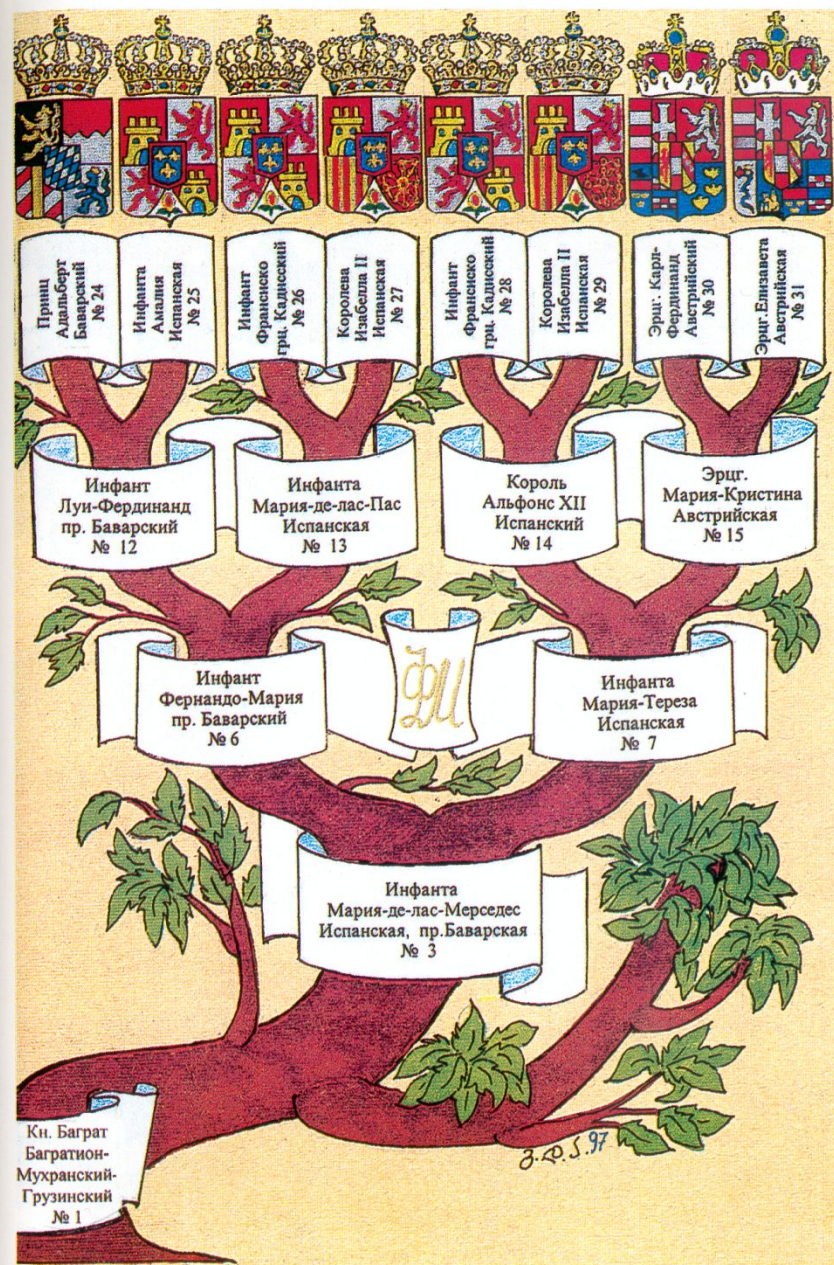 Принц
Адальберт
Баварский
№ 24
Инфанта
Амалия
Испанская
№ 25
Инфант
Франсиско
грц. Кадисский
№ 26
Королева
Изабелла II
Испанская
№ 27
Инфант
Франсиско
грц. Кадисский
№ 28
Королева
Изабелла II
Испанская
№ 29
Эрцг. Карл-
Фердинанд
Австрийский
№ 30
Эрцг. Елизавета
Австрийская
№ 31
Инфант
Луи-Фердинанд
пр. Баварский
№ 12
Инфанта
Мария-де-лас-Пас
Испанская
№ 13
Король
Альфонс XII
Испанский
№ 14
Эрцг.
Мария-Кристина
Австрийская
№ 15
Инфант
Фернандо-Мария
пр. Баварский
№ 6
ФМ
Инфанта
Мария-Тереза
Испанская
№ 7
Инфанта
Мария-де-лас-Мерседес
Испанская, пр.Баварская
№ 3
Кн. Баграт
Багратион-
Мухранский-
Грузинский
№ 1
97